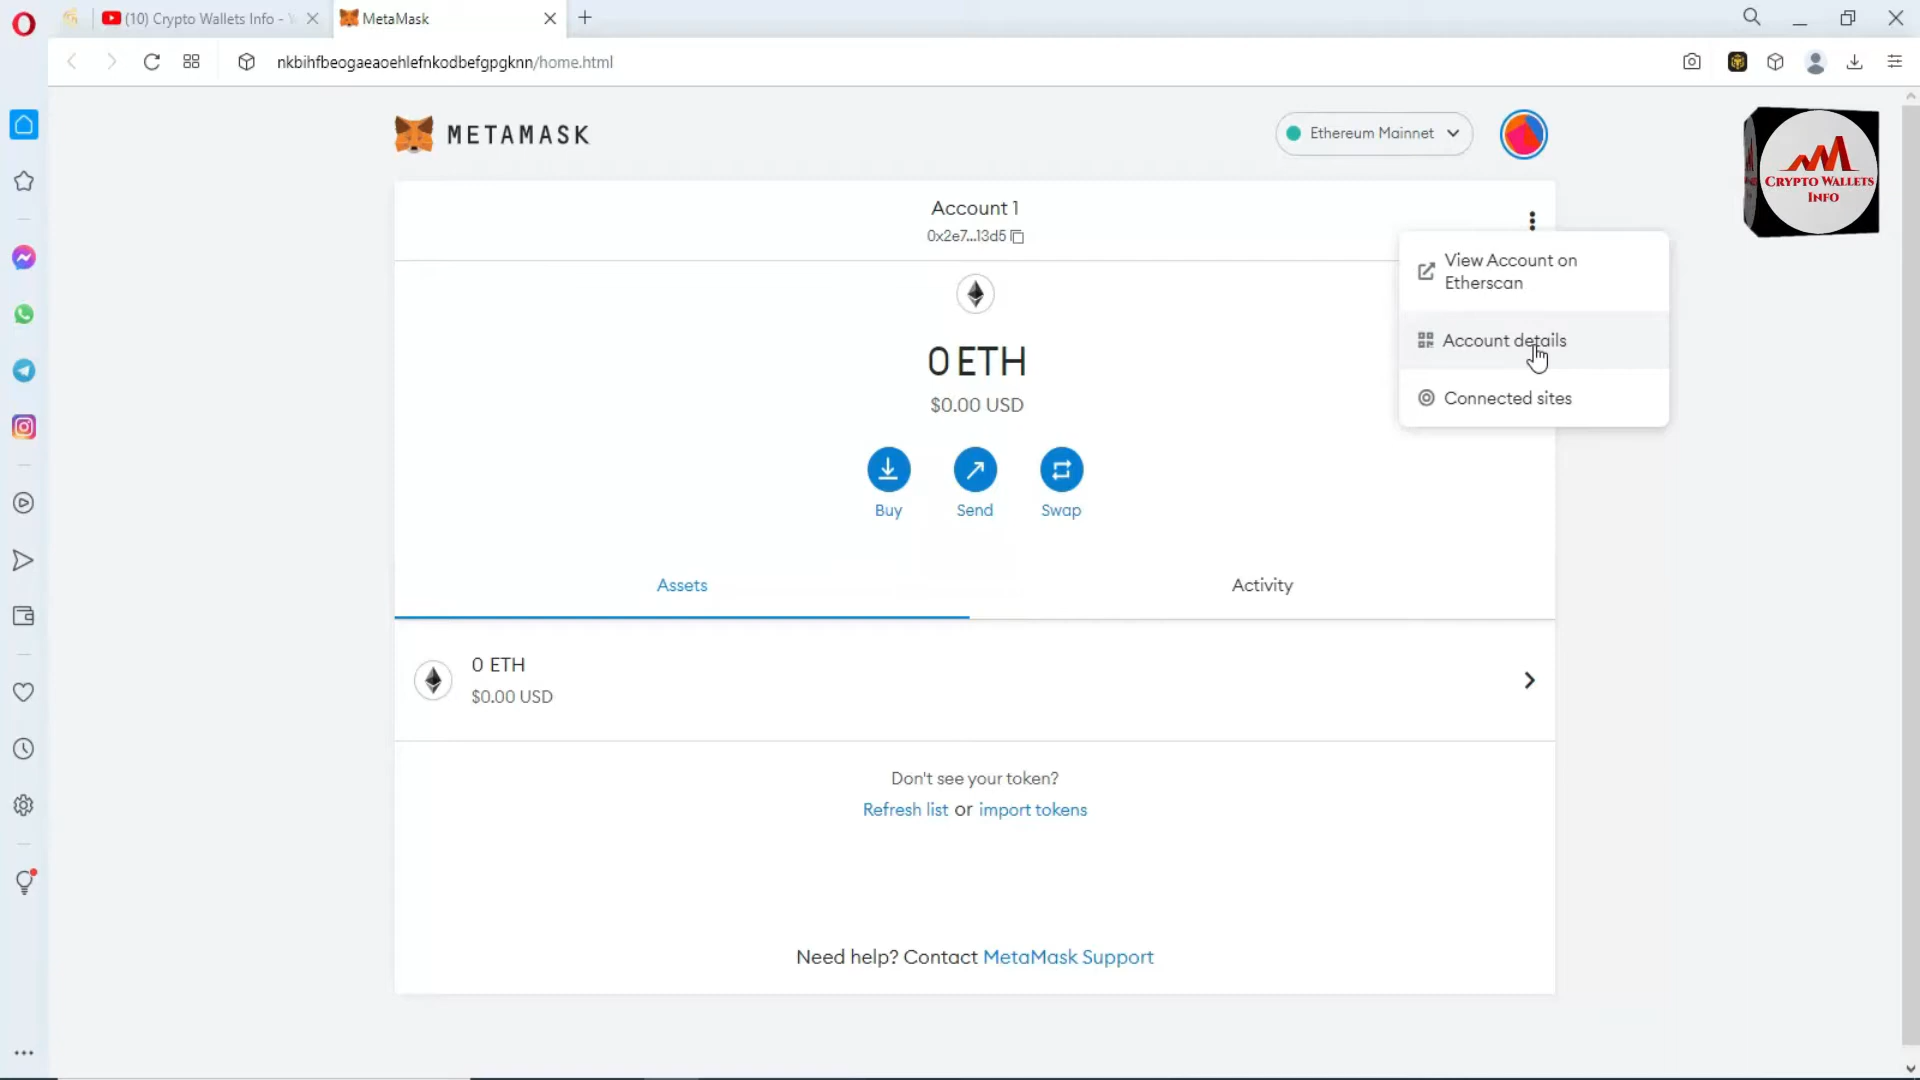 (10) Crypto Wallets Info -
MetaMask
nkbihfbeogaeaoehlefnkodbefgpgknn/home.html
METAMASK
Ethereum Mainnet
CRYPTO WALLETS
INFO
Account 1
0x2e7...13d5
View Account on
Etherscan
Account details
Connected sites
0 ETH
$0.00 USD
Buy
Send
Swap
Assets
Activity
0 ETH
$0.00 USD
Don't see your token?
Refresh list or import tokens
Need help? Contact MetaMask Support